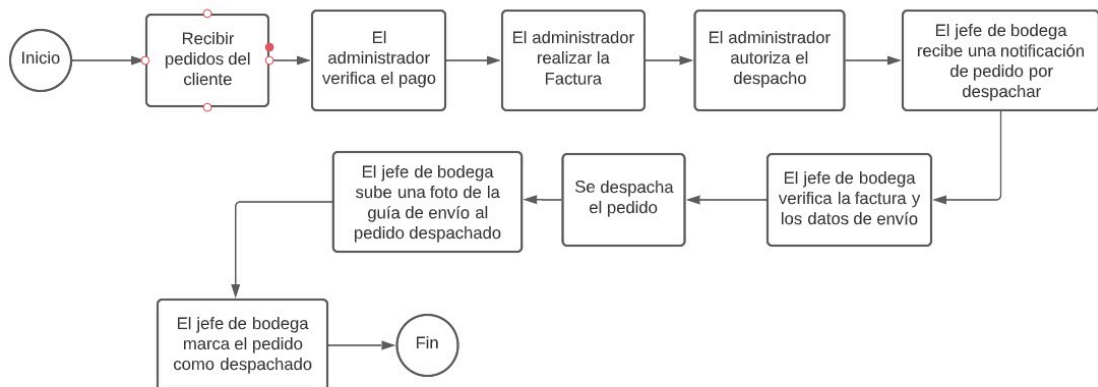 Inicio
Recibir
pedidos del
cliente
El
administrador
verifica el pago
El administrador
realizar la
Factura
El administrador
autoriza el
despacho
El jefe de bodega
recibe una notificación
de pedido por
despachar
El jefe de bodega
verifica la factura y
los datos de envío
Se despacha
el pedido
El jefe de bodega
sube una foto de la
guía de envío al
pedido despachado
El jefe de bodega
marca el pedido
como despachado
Fin